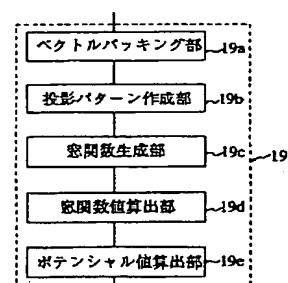 ベクトルパッキング部 19a
投影パターン作成部 19b
窓関数生成部 19c
19
窓関数値算出部 19d
ポテンシャル値算出部 19e